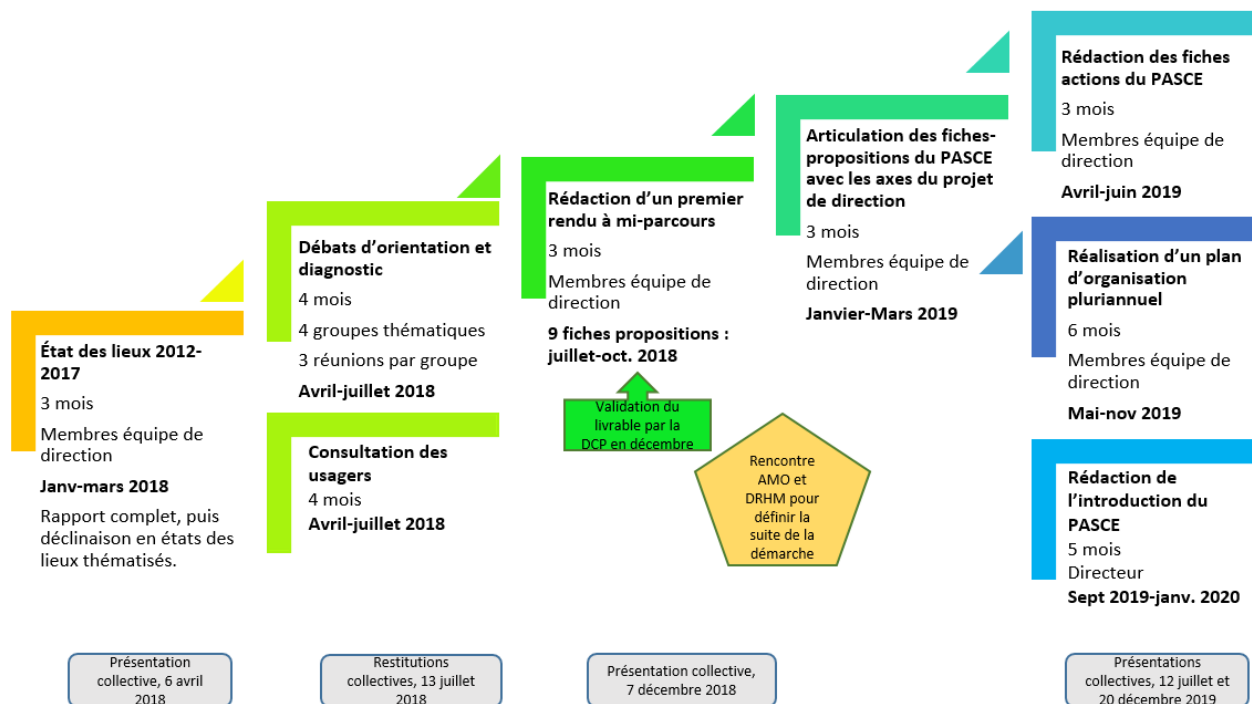 État des lieux 2012-
2017
3 mois
Membres équipe de
direction
Janv-mars 2018
Rapport complet, puis
déclinaison en états des
lieux thématisés.
Débats d’orientation et
diagnostic
4 mois
4 groupes thématiques
3 réunions par groupe
Avril-juillet 2018
Consultation des
usagers
4 mois
Avril-juillet 2018
Rédaction d’un premier
rendu à mi-parcours
3 mois
Membres équipe de
direction
9 fiches propositions :
juillet-oct. 2018
Validation du
livrable par la
DCP en décembre
Rencontre
AMO et
DRHM pour
définir la
suite de la
démarche
Articulation des fiches-
propositions du PASCE
avec les axes du projet
de direction
3 mois
Membres équipe de
direction
Janvier-Mars 2019
Rédaction des fiches
actions du PASCE
3 mois
Membres équipe de
direction
Avril-juin 2019
Réalisation d’un plan
d’organisation
pluriannuel
6 mois
Membres équipe de
direction
Mai-nov 2019
Rédaction de
l’introduction du
PASCE
5 mois
Directeur
Sept 2019-janv. 2020
Présentation
collective, 6 avril
2018
Restitutions
collectives, 13 juillet
2018
Présentation collective,
7 décembre 2018
Présentations
collectives, 12 juillet et
20 décembre 2019